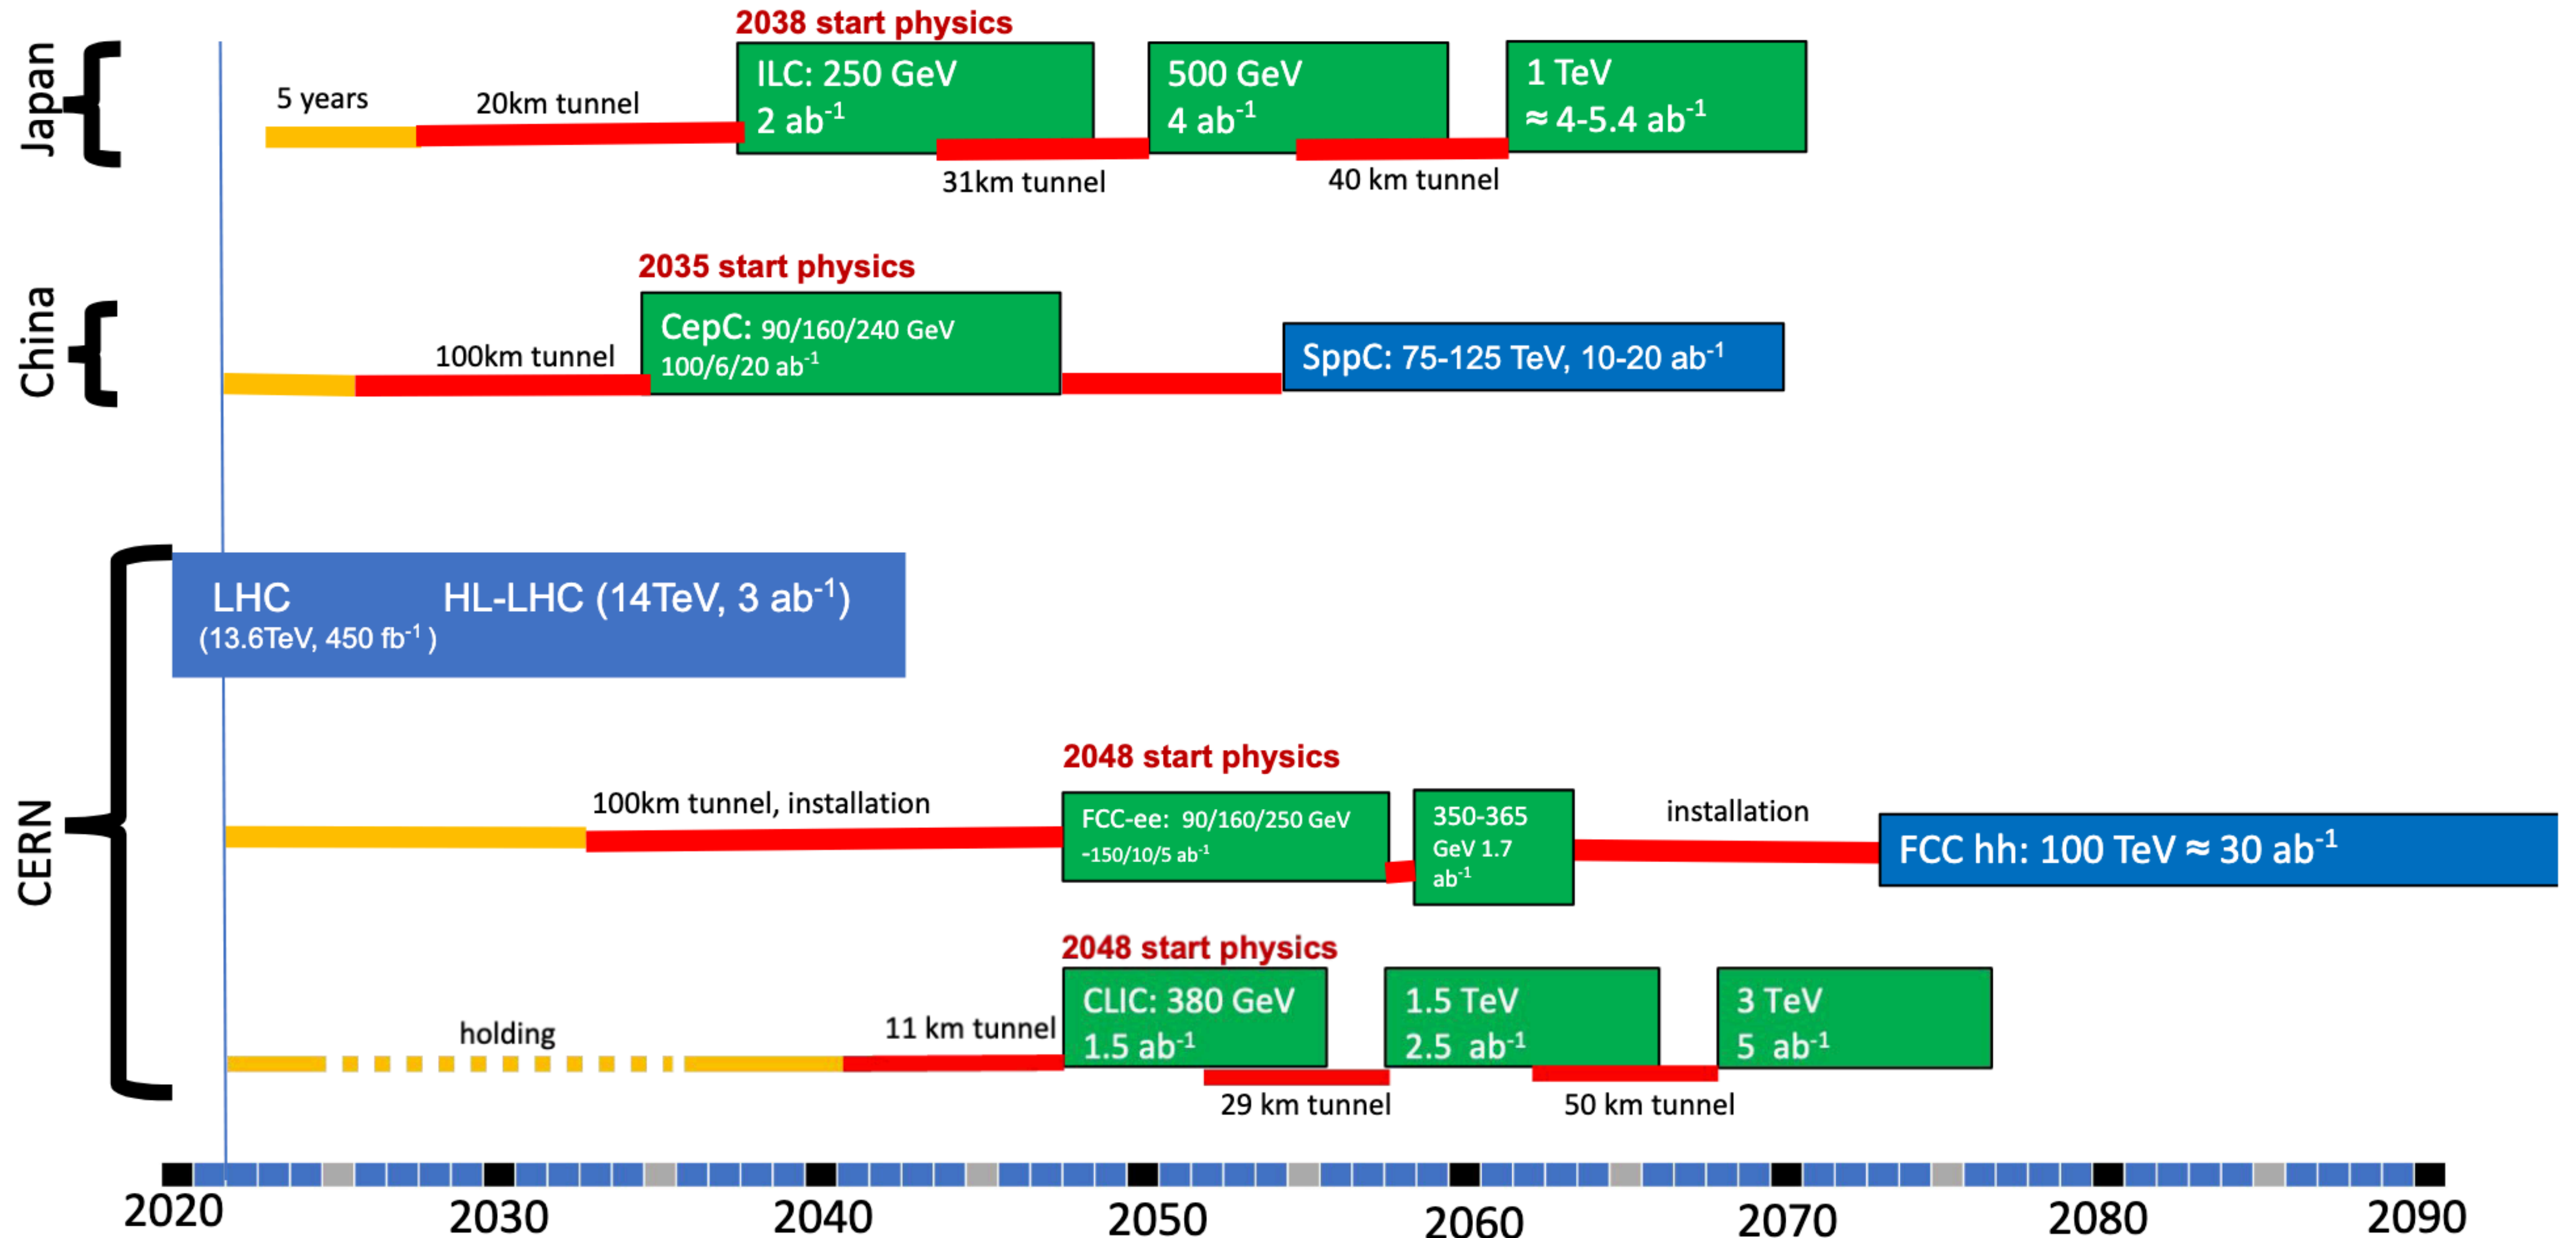 Japan
2038 start physics
5 years
20km tunnel
ILC: 250 GeV
2 ab⁻¹
500 GeV
4 ab⁻¹
1 TeV
≈ 4-5.4 ab⁻¹
31km tunnel
40 km tunnel
China
2035 start physics
100km tunnel
CepC: 90/160/240 GeV
100/6/20 ab⁻¹
SppC: 75-125 TeV, 10-20 ab⁻¹
CERN
LHC
(13.6TeV, 450 fb⁻¹ )
HL-LHC (14TeV, 3 ab⁻¹)
2048 start physics
100km tunnel, installation
FCC-ee: 90/160/250 GeV
-150/10/5 ab⁻¹
350-365
GeV 1.7
ab⁻¹
installation
FCC hh: 100 TeV ≈ 30 ab⁻¹
2048 start physics
holding
11 km tunnel
CLIC: 380 GeV
1.5 ab⁻¹
1.5 TeV
2.5 ab⁻¹
3 TeV
5 ab⁻¹
29 km tunnel
50 km tunnel
2020
2030
2040
2050
2060
2070
2080
2090